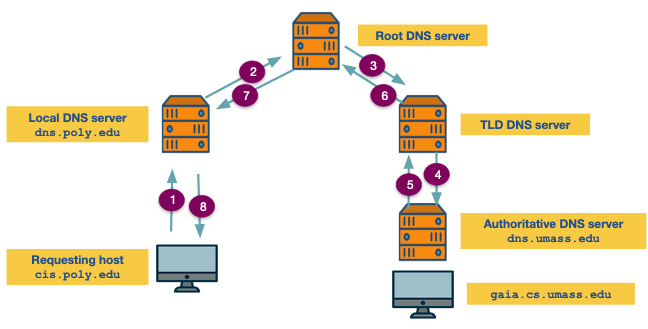 Root DNS server
2
3
7
6
Local DNS server
dns.poly.edu
TLD DNS server
5
4
1
8
Authoritative DNS server
dns.umass.edu
Requesting host
cis.poly.edu
gaia.cs.umass.edu